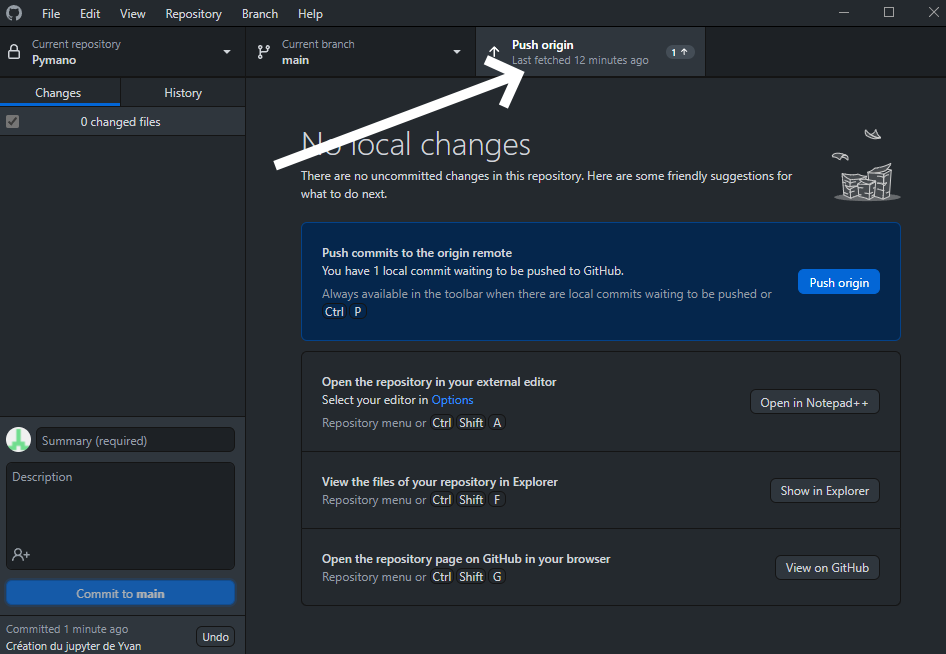 File Edit View Repository Branch Help
Current repository
Pymano
Current branch
main
Push origin
Last fetched 12 minutes ago
1
Changes
History
0 changed files
No local changes
There are no uncommitted changes in this repository. Here are some friendly suggestions for
what to do next.
Push commits to the origin remote
You have 1 local commit waiting to be pushed to GitHub.
Always available in the toolbar when there are local commits waiting to be pushed or
Ctrl P
Push origin
Open the repository in your external editor
Select your editor in Options
Repository menu or Ctrl Shift A
Open in Notepad++
View the files of your repository in Explorer
Repository menu or Ctrl Shift F
Show in Explorer
Open the repository page on GitHub in your browser
Repository menu or Ctrl Shift G
View on GitHub
Summary (required)
Description
Commit to main
Committed 1 minute ago
Création du jupyter de Yvan
Undo